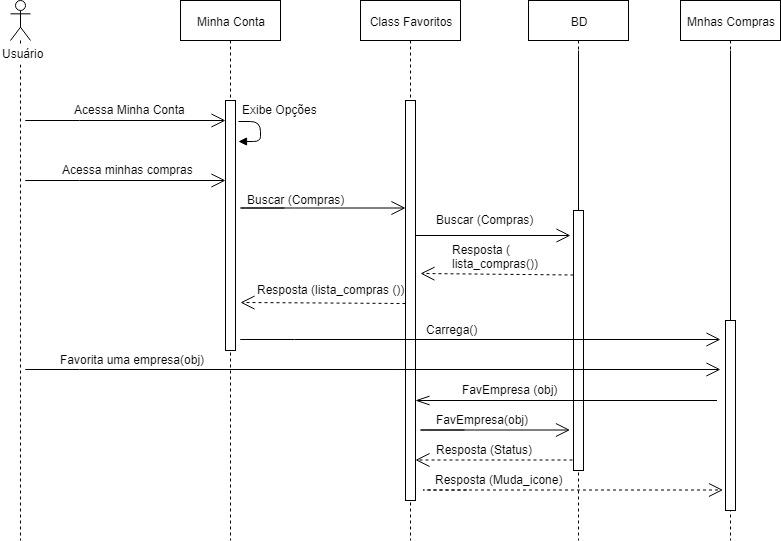 Minha Conta
Class Favoritos
BD
Mnhas Compras
Usuário
Acessa Minha Conta
Exibe Opções
Acessa minhas compras
Buscar (Compras)
Buscar (Compras)
Resposta (
lista_compras())
Resposta (lista_compras ())
Carrega()
Favorita uma empresa(obj)
FavEmpresa (obj)
FavEmpresa(obj)
Resposta (Status)
Resposta (Muda_icone)